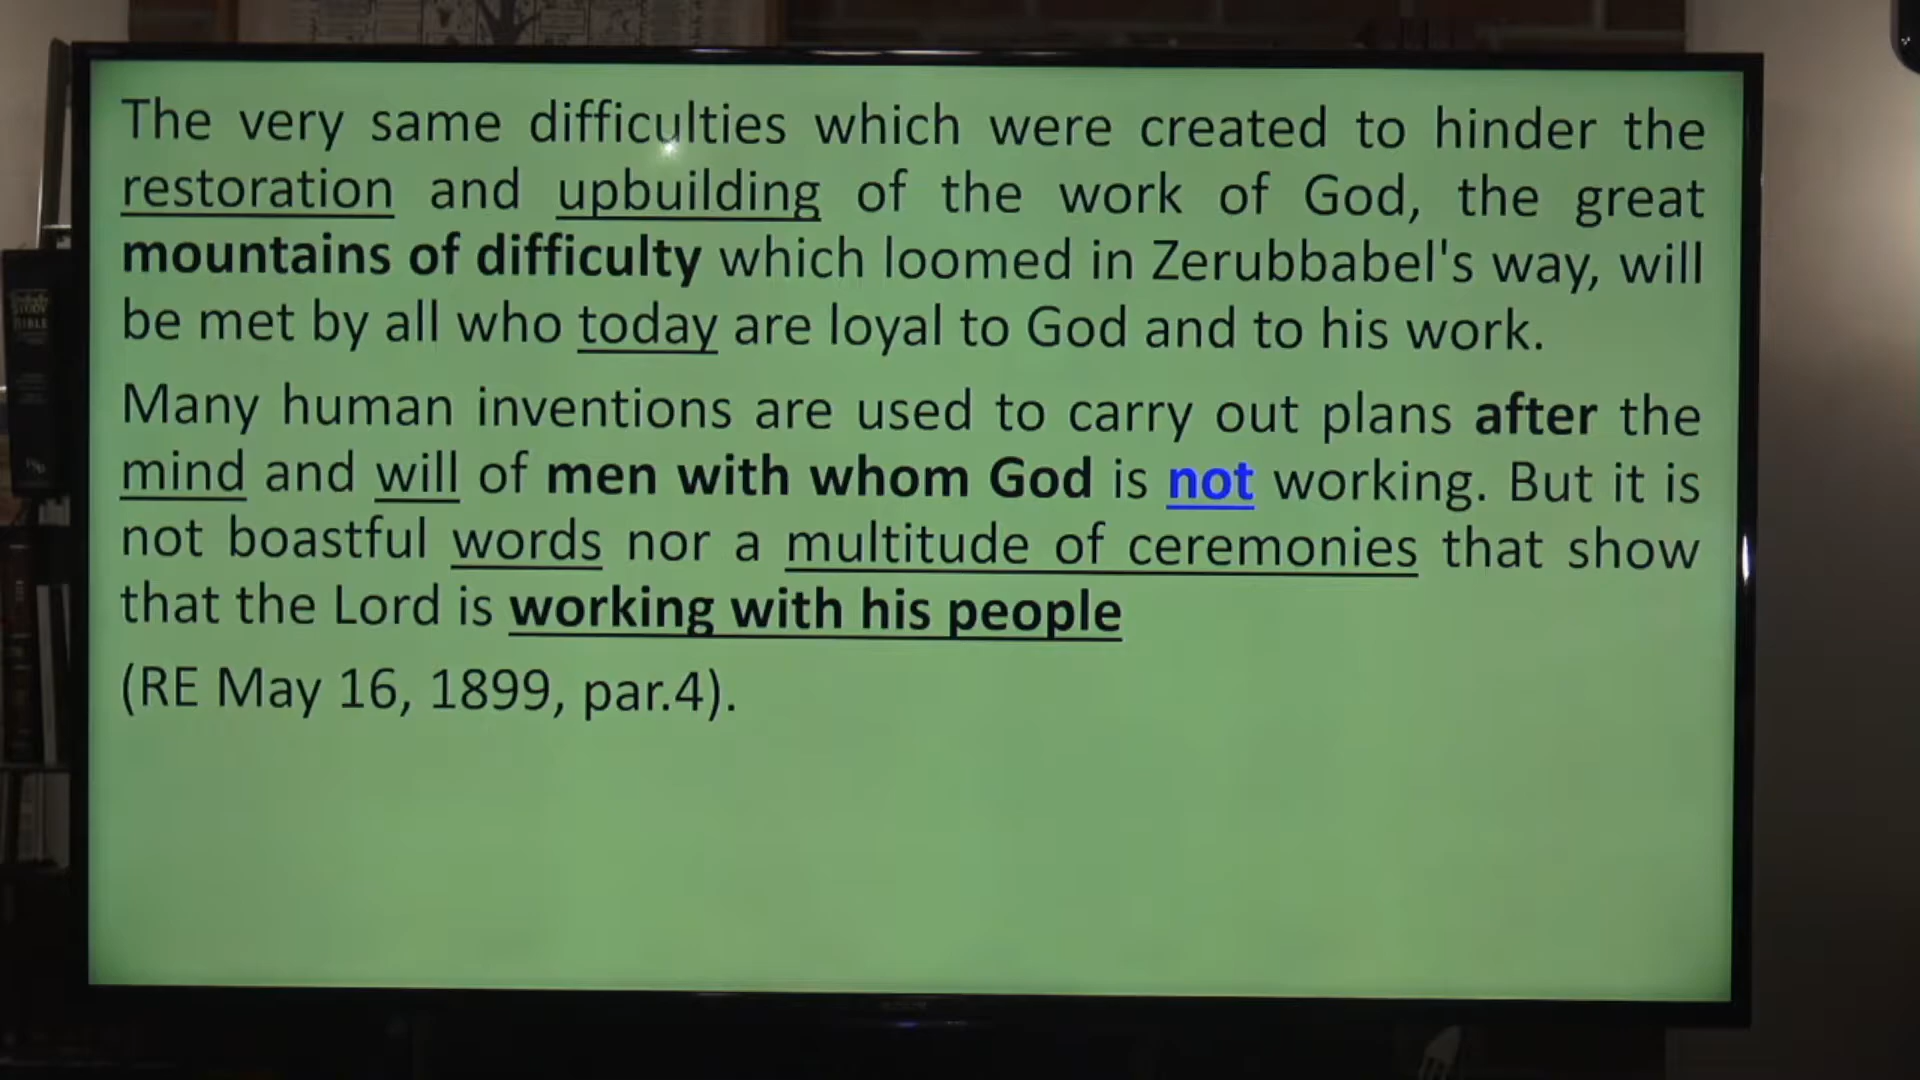 The very same difficulties which were created to hinder the
restoration and upbuilding of the work of God, the great
mountains of difficulty which loomed in Zerubbabel's way, will
be met by all who today are loyal to God and to his work.
Many human inventions are used to carry out plans after the
mind and will of men with whom God is not working. But it is
not boastful words nor a multitude of ceremonies that show
that the Lord is working with his people
(RE May 16, 1899, par.4).
STUDY
BIBLE